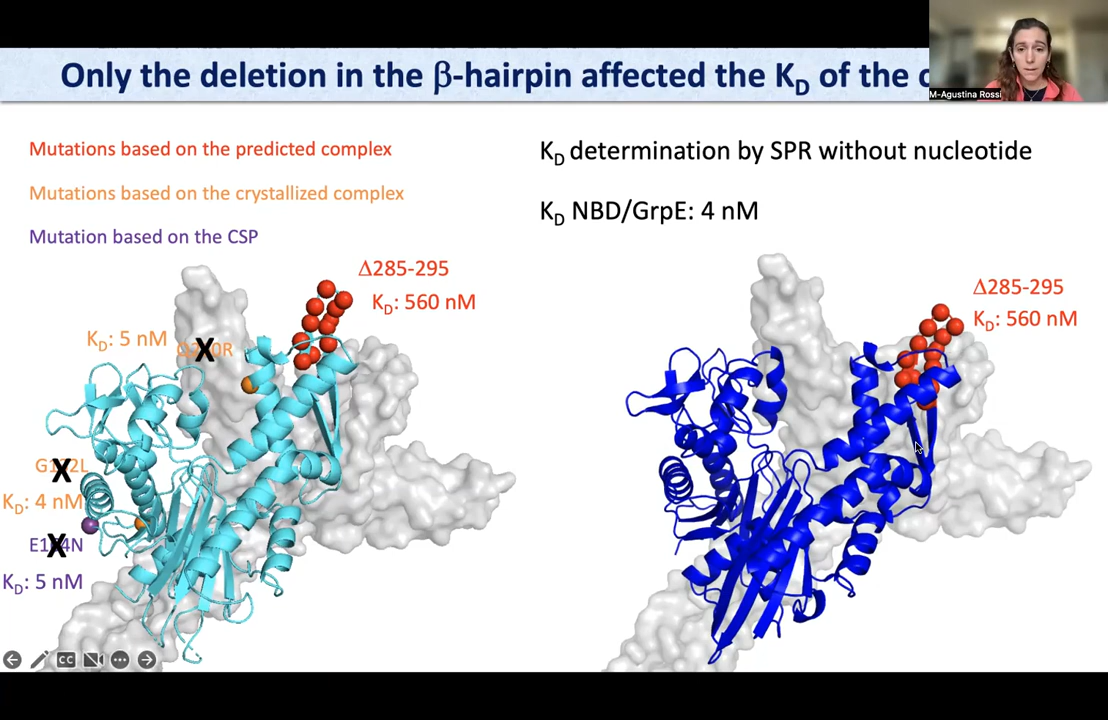 Only the deletion in the β-hairpin affected the KD of the
M-Agustina Rossi
Mutations based on the predicted complex
Mutations based on the crystallized complex
Mutation based on the CSP
KD determination by SPR without nucleotide
KD NBD/GrpE: 4 nM
Δ285-295
KD: 560 nM
KD: 5 nM
KD: 4 nM
KD: 5 nM
Δ285-295
KD: 560 nM
CC